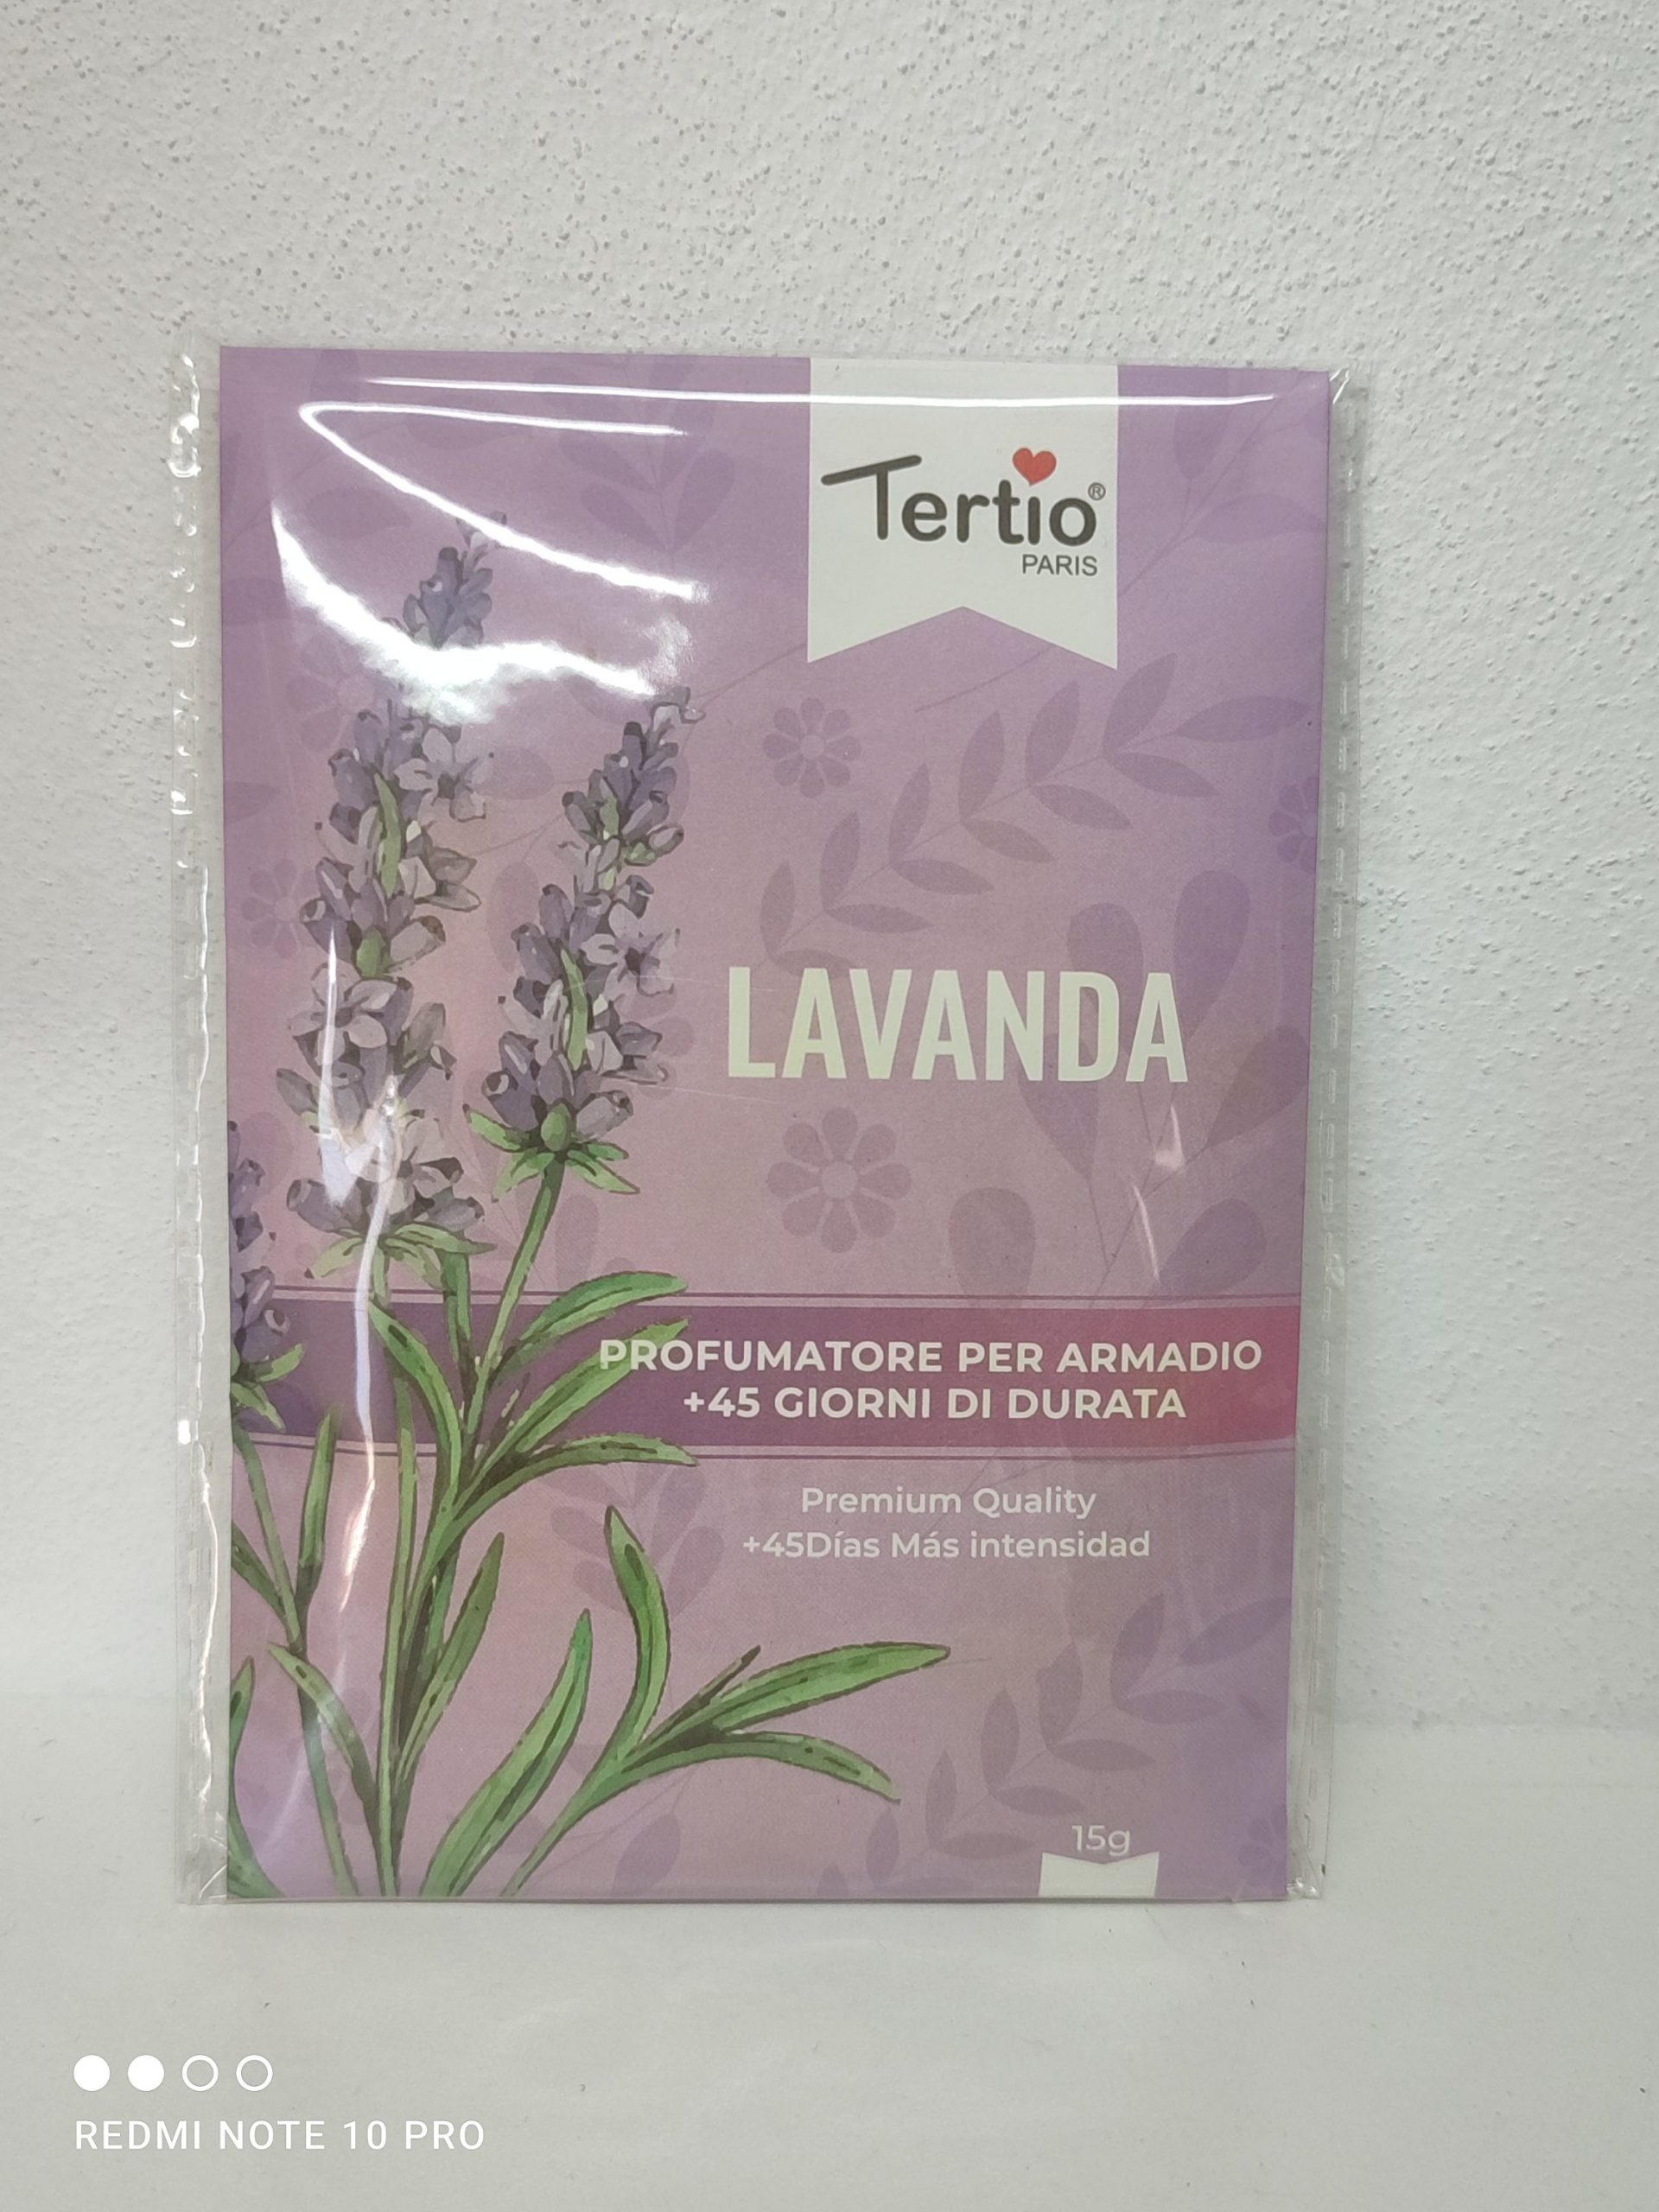 Tertio®
PARIS
LAVANDA
PROFUMATORE PER ARMADIO
+45 GIORNI DI DURATA
Premium Quality
+45Días Más intensidad
15g
REDMI NOTE 10 PRO